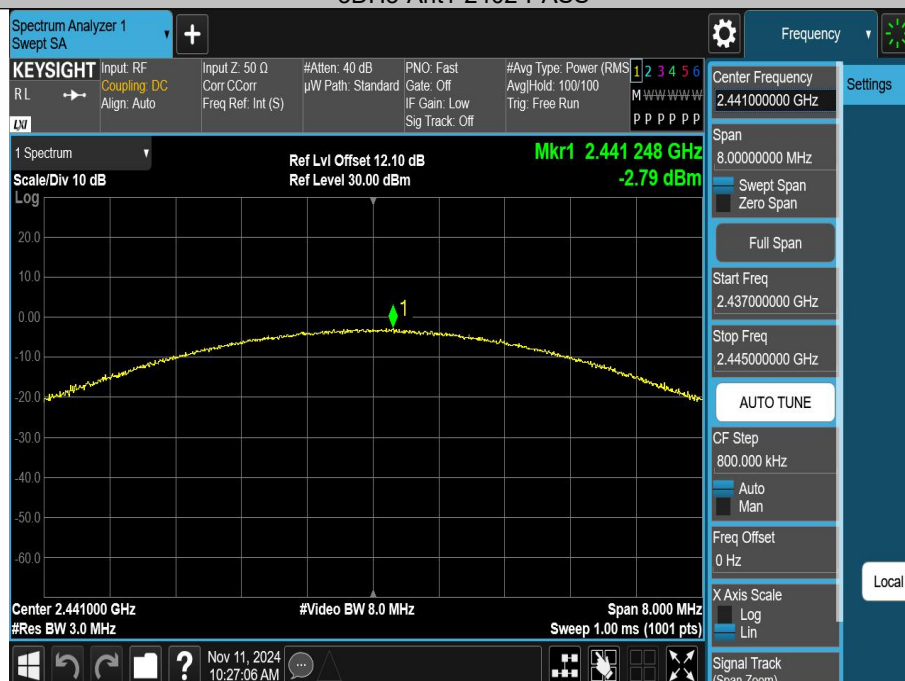 Spectrum Analyzer 1
Swept SA
Frequency
KEYSIGHT
RL
LXI
Input: RF
Coupling: DC
Align: Auto
Input Z: 50 Ω
Corr CCorr
Freq Ref: Int (S)
#Atten: 40 dB
µW Path: Standard
PNO: Fast
Gate: Off
IF Gain: Low
Sig Track: Off
#Avg Type: Power (RMS
Avg|Hold: 100/100
Trig: Free Run
1 2 3 4 5 6
M W W W W W
P P P P P P
1 Spectrum
Scale/Div 10 dB
Log
Ref Lvl Offset 12.10 dB
Ref Level 30.00 dBm
Mkr1 2.441 248 GHz
-2.79 dBm
20.0
10.0
0.00
-10.0
-20.0
-30.0
-40.0
-50.0
-60.0
1
Center 2.441000 GHz
#Res BW 3.0 MHz
#Video BW 8.0 MHz
Span 8.000 MHz
Sweep 1.00 ms (1001 pts)
Nov 11, 2024
10:27:06 AM
Center Frequency
2.441000000 GHz
Span
8.00000000 MHz
Swept Span
Zero Span
Full Span
Start Freq
2.437000000 GHz
Stop Freq
2.445000000 GHz
AUTO TUNE
CF Step
800.000 kHz
Auto
Man
Freq Offset
0 Hz
X Axis Scale
Log
Lin
Signal Track
(Span Zoom)
Settings
Local